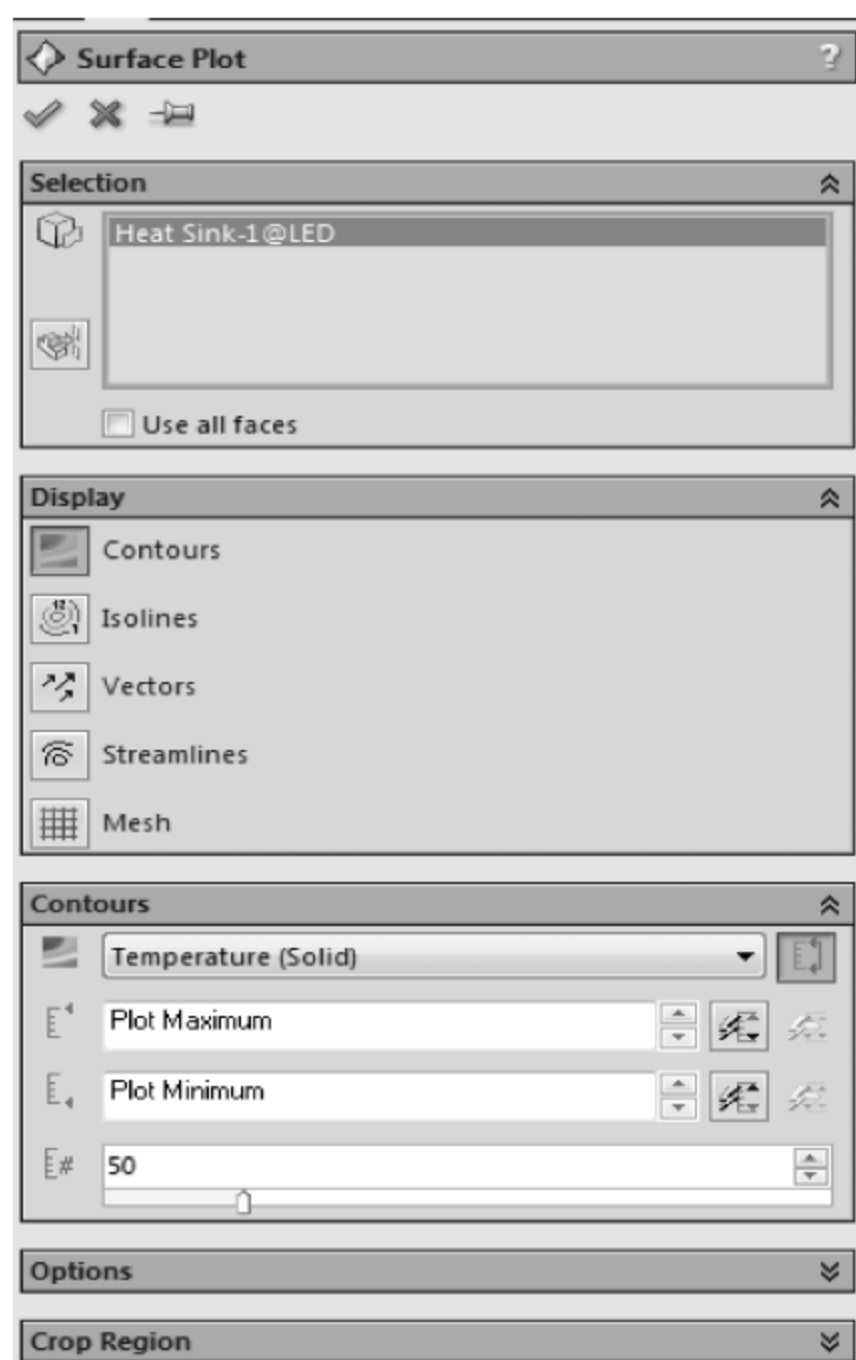 Surface Plot
?
Selection
Heat Sink-1@LED
Use all faces
Display
Contours
Isolines
Vectors
Streamlines
Mesh
Contours
Temperature (Solid)
Plot Maximum
Plot Minimum
# 50
Options
Crop Region